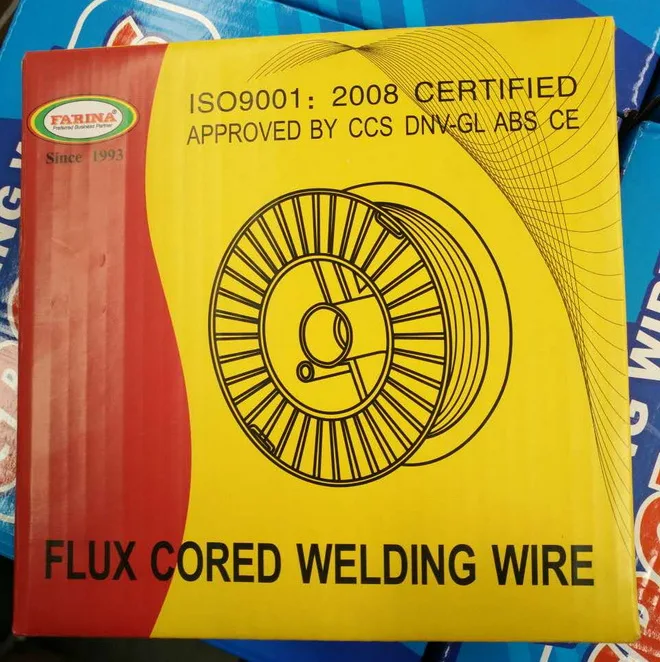 FARINA®
Preferred Business Partner
Since 1993
ISO9001: 2008 CERTIFIED
APPROVED BY CCS DNV-GL ABS CE
FLUX CORED WELDING WIRE